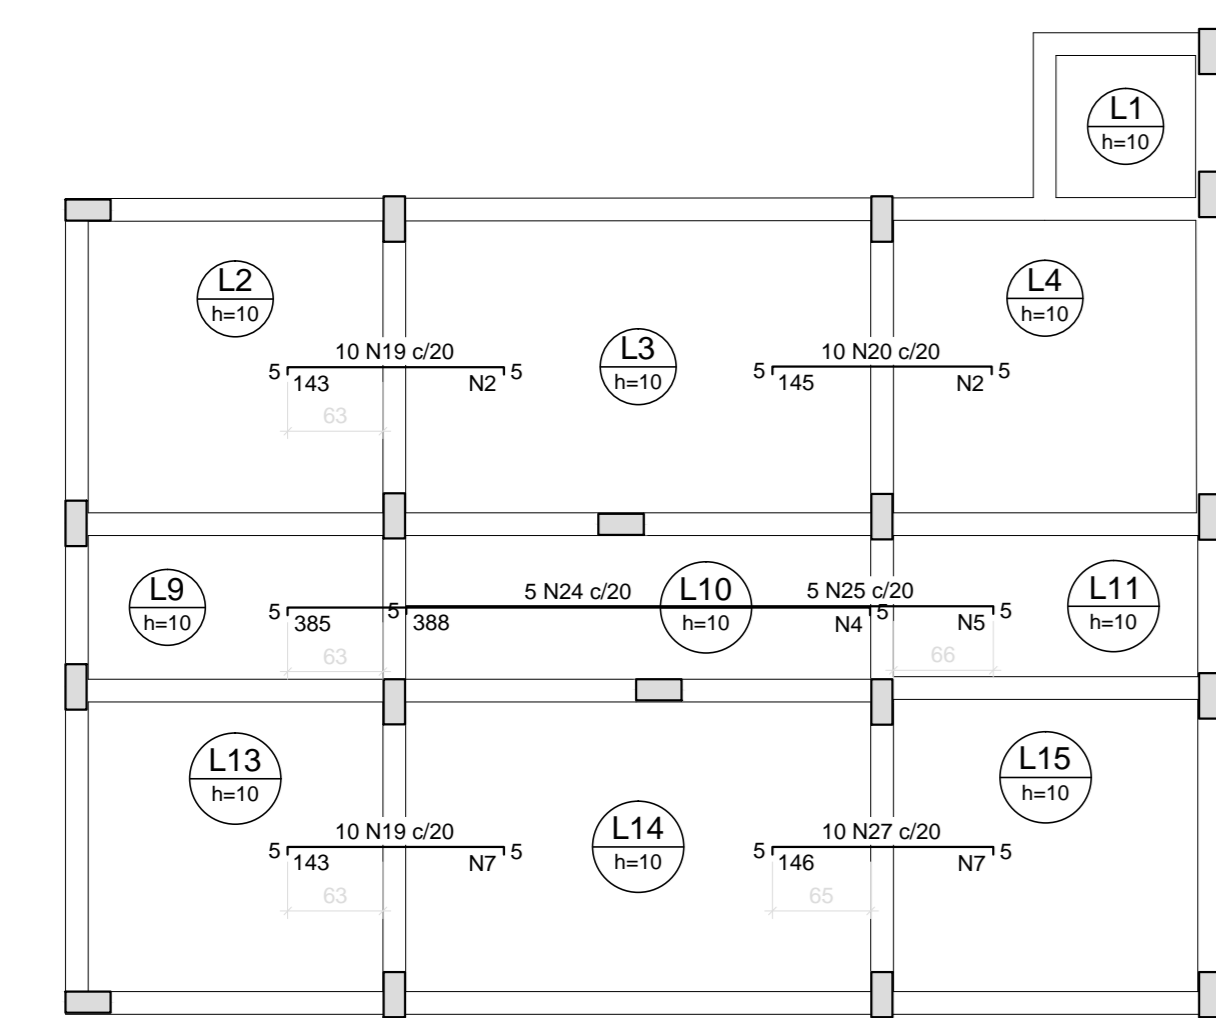 L1
h=10
L2
h=10
L4
h=10
10 N19 c/20
5 143 N2 5
63
L3
h=10
10 N20 c/20
5 145 N2 5
L9
h=10
5 N24 c/20
L10
h=10
5 N25 c/20
L11
h=10
5 385 5 388 N4 5 N5 5
63
66
L13
h=10
L15
h=10
10 N19 c/20
5 143 N7 5
63
L14
h=10
10 N27 c/20
5 146 N7 5
65